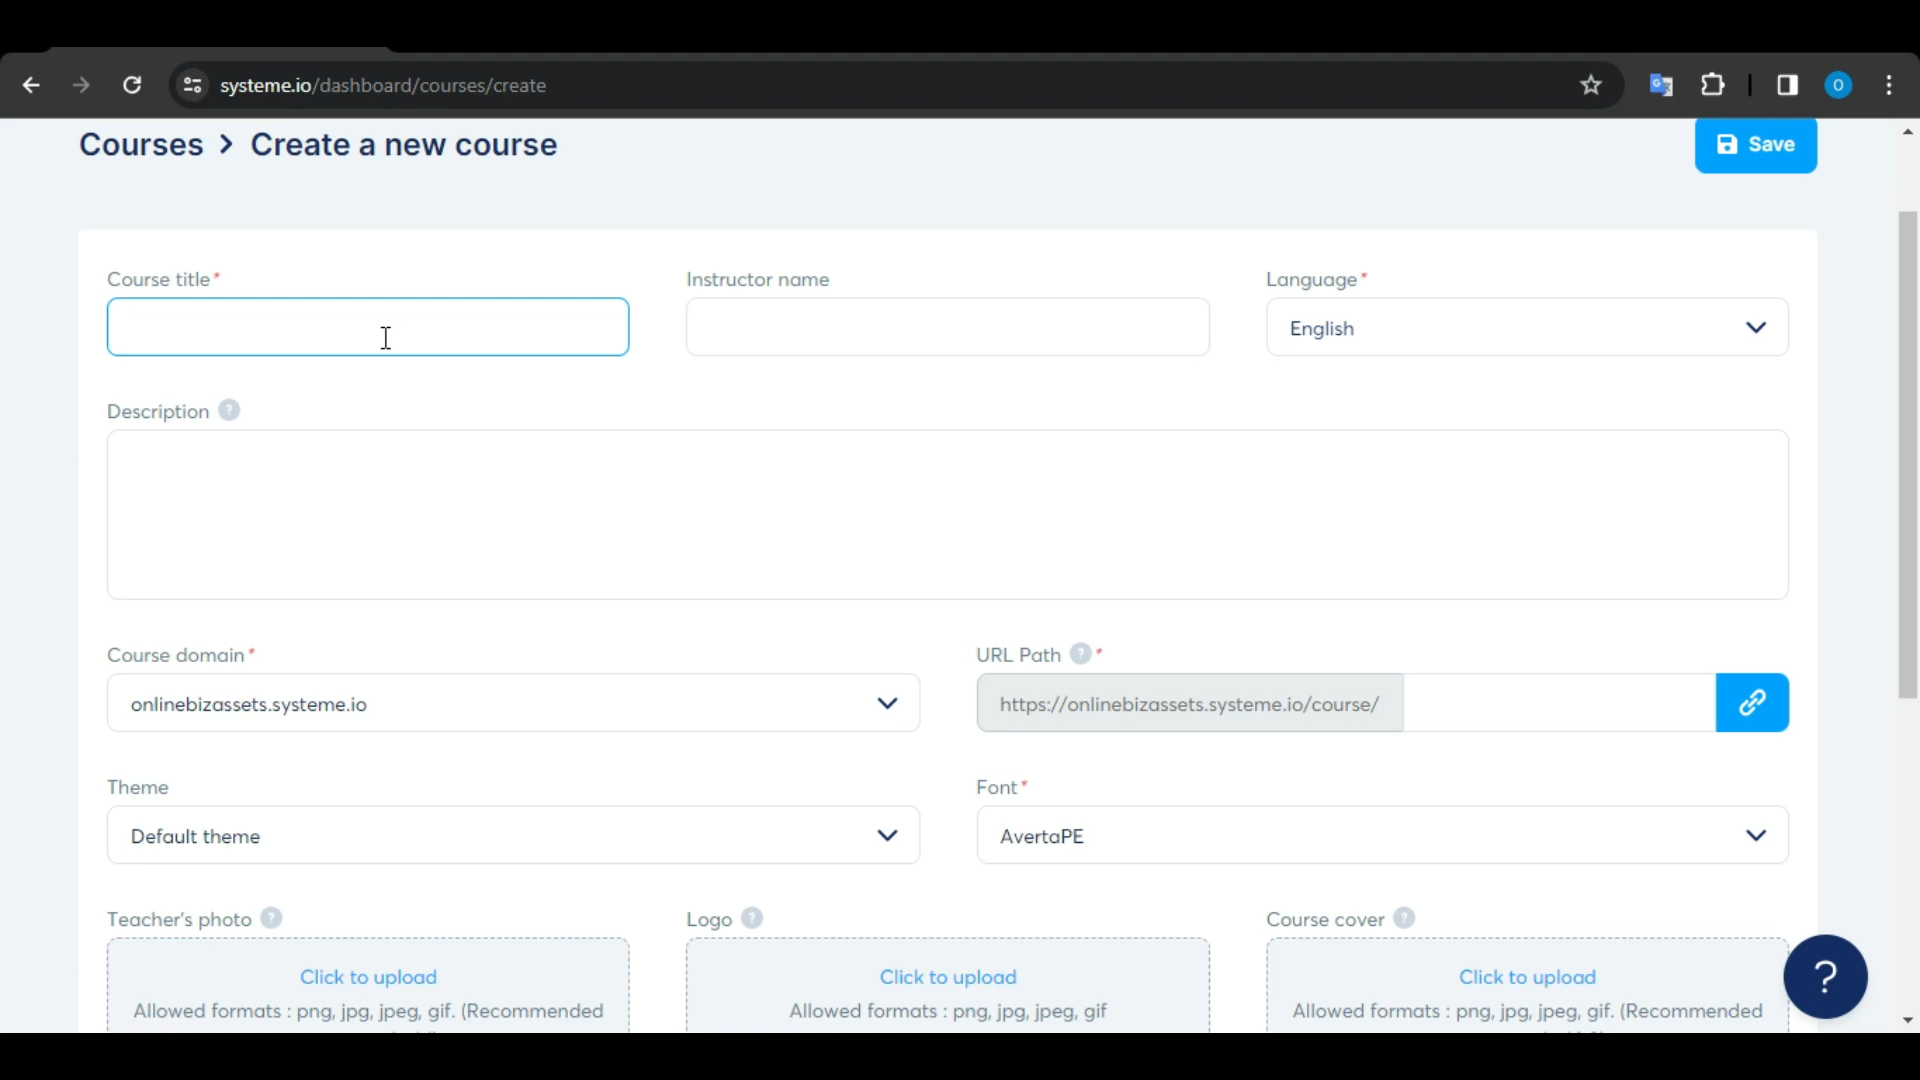 systeme.io/dashboard/courses/create
O
Courses > Create a new course
Save
Course title*
Instructor name
Language*
English
Description ?
Course domain*
URL Path ? *
onlinebizassets.systeme.io
https://onlinebizassets.systeme.io/course/
Theme
Font*
Default theme
AvertaPE
Teacher's photo ?
Logo ?
Course cover ?
Click to upload
Click to upload
Click to upload
?
Allowed formats : png, jpg, jpeg, gif. (Recommended
Allowed formats : png, jpg, jpeg, gif
Allowed formats : png, jpg, jpeg, gif. (Recommended